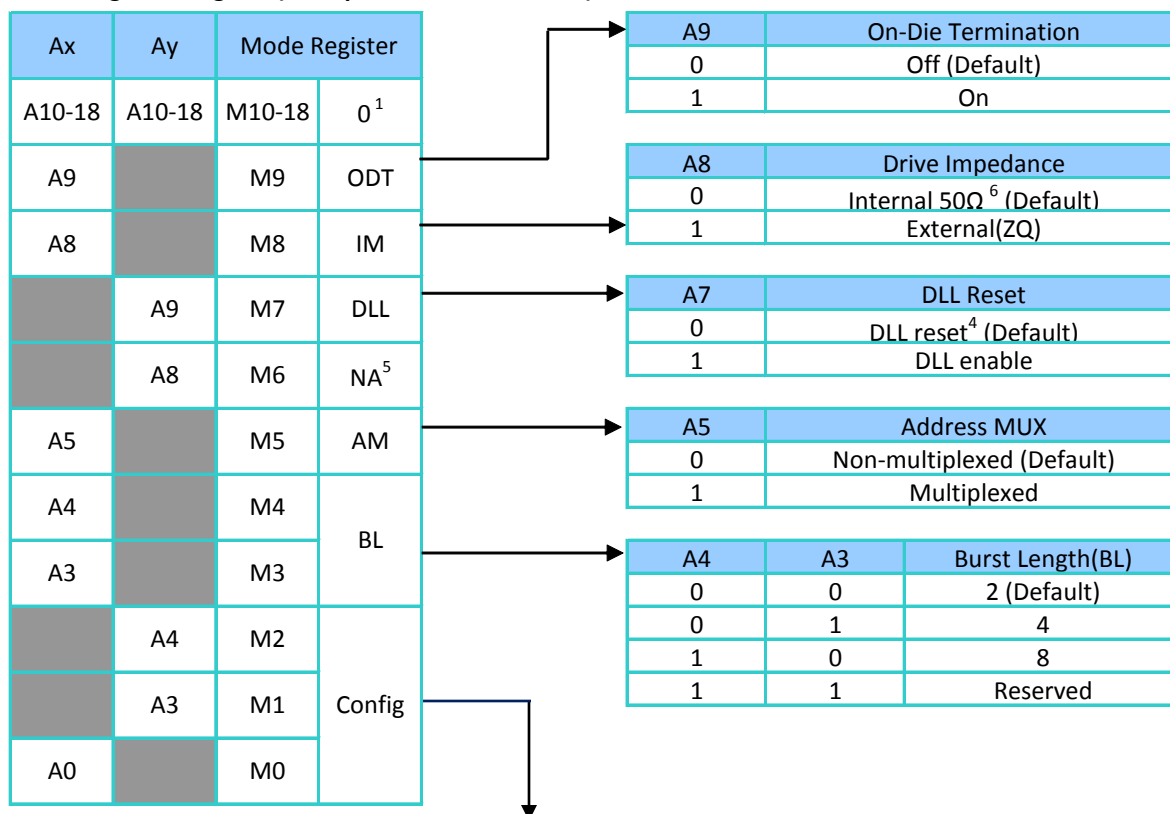 Ax Ay Mode Register
A10-18 A10-18 M10-18 0¹
A9 M9 ODT
A8 M8 IM
A9 M7 DLL
A8 M6 NA⁵
A5 M5 AM
A4 M4
BL
A3 M3
A4 M2
A3 M1 Config
A0 M0
A9 On-Die Termination
0 Off (Default)
1 On
A8 Drive Impedance
0 Internal 50Ω ⁶ (Default)
1 External(ZQ)
A7 DLL Reset
0 DLL reset⁴ (Default)
1 DLL enable
A5 Address MUX
0 Non-multiplexed (Default)
1 Multiplexed
A4 A3 Burst Length(BL)
0 0 2 (Default)
0 1 4
1 0 8
1 1 Reserved